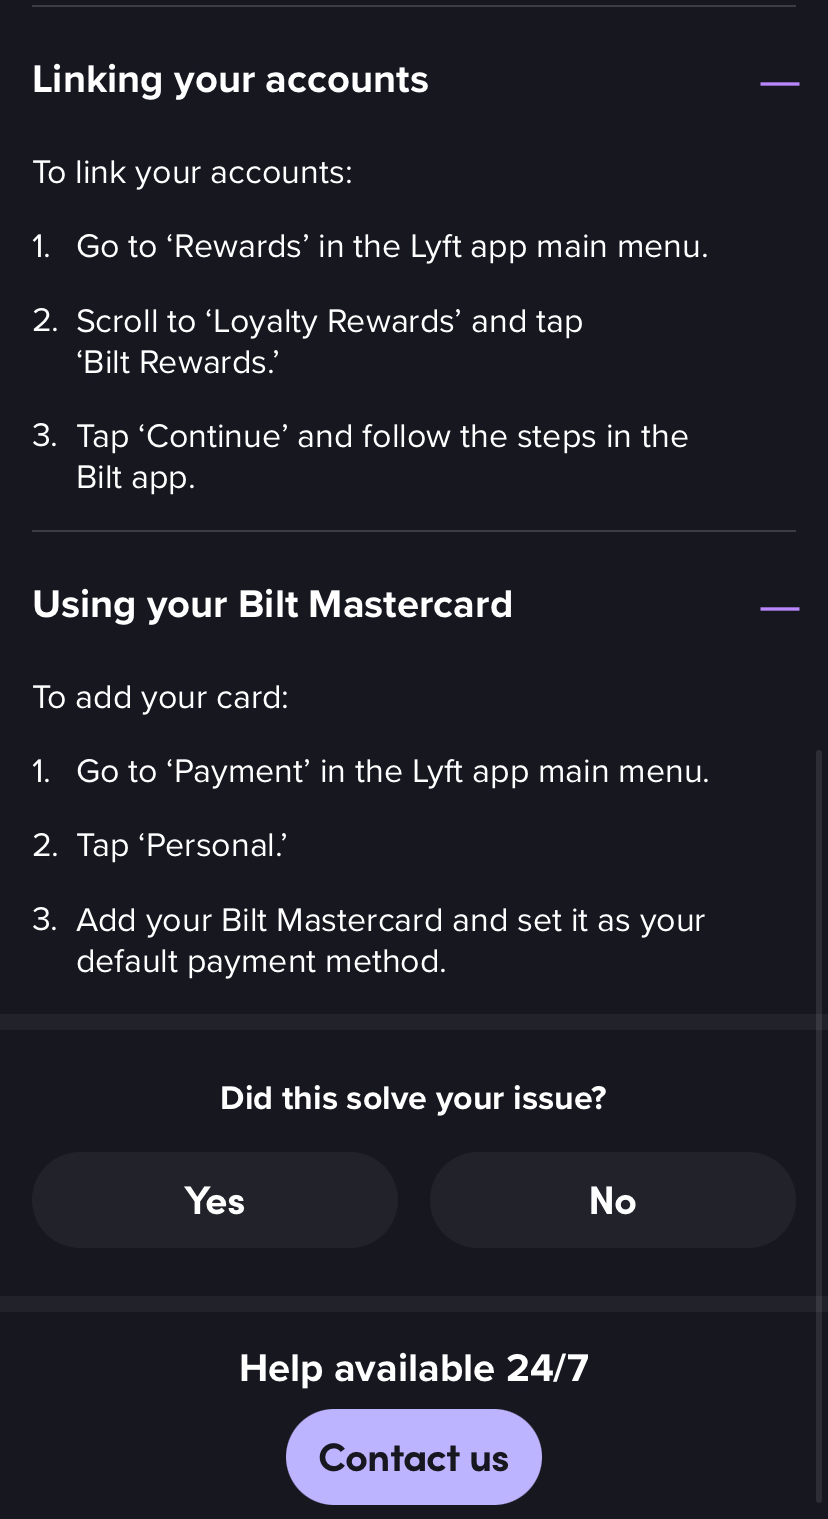 Linking your accounts
To link your accounts:
1. Go to ‘Rewards’ in the Lyft app main menu.
2. Scroll to ‘Loyalty Rewards’ and tap
‘Bilt Rewards.’
3. Tap ‘Continue’ and follow the steps in the
Bilt app.
Using your Bilt Mastercard
To add your card:
1. Go to ‘Payment’ in the Lyft app main menu.
2. Tap ‘Personal.’
3. Add your Bilt Mastercard and set it as your
default payment method.
Did this solve your issue?
Yes
No
Help available 24/7
Contact us